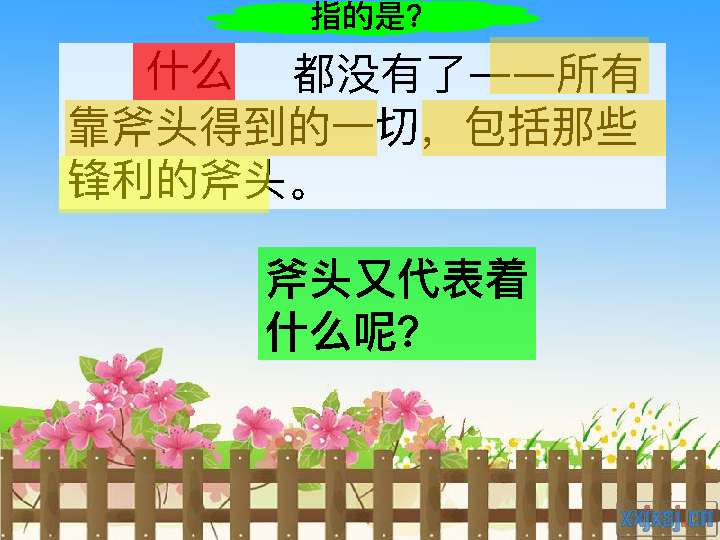 指的是?
什么 都没有了——所有
靠斧头得到的一切，包括那些
锋利的斧头。
斧头又代表着
什么呢?
xxjxsj.cn